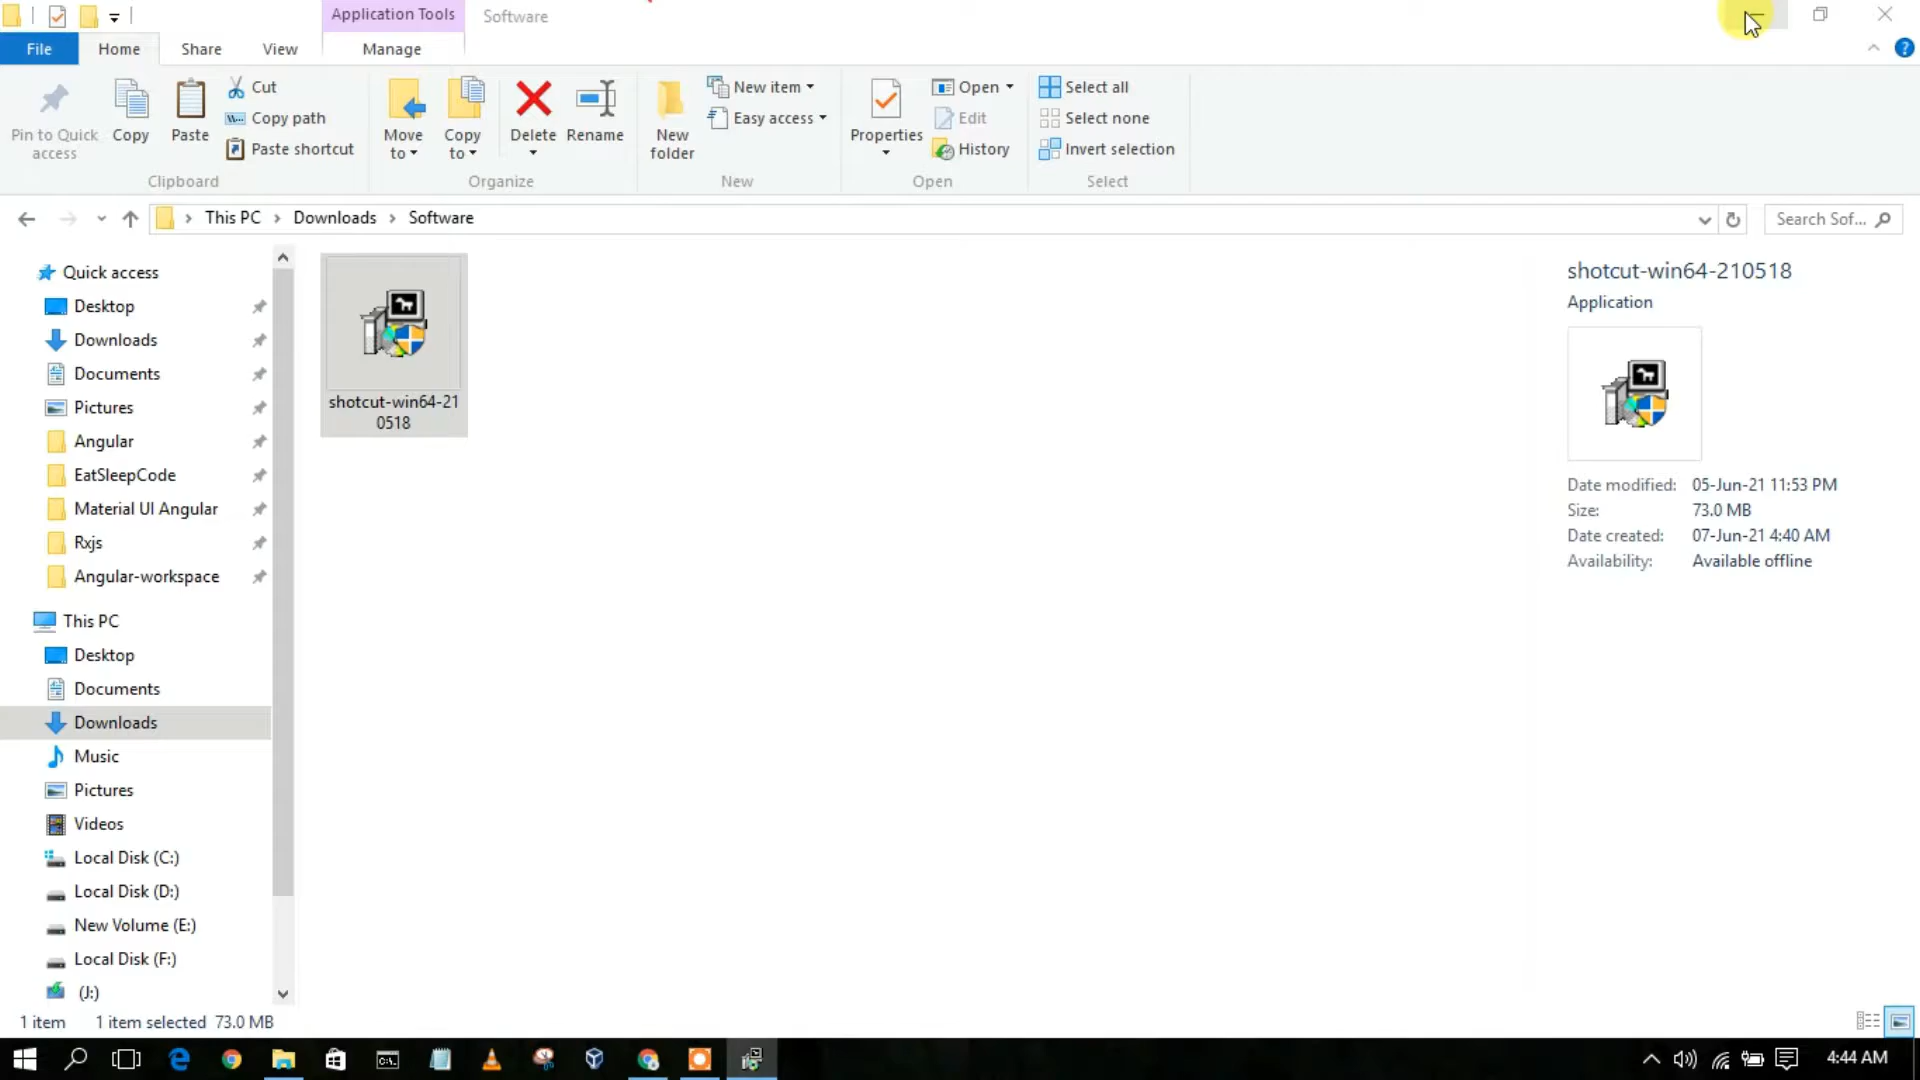 Application Tools
Software
File
Home
Share
View
Manage
Pin to Quick access
Copy
Paste
Cut
Copy path
Paste shortcut
Move to
Copy to
Delete
Rename
New folder
New item
Easy access
Properties
Open
Edit
History
Select all
Select none
Invert selection
Clipboard
Organize
New
Open
Select
This PC
Downloads
Software
Search Sof...
Quick access
Desktop
Downloads
Documents
Pictures
Angular
EatSleepCode
Material UI Angular
Rxjs
Angular-workspace
This PC
Desktop
Documents
Downloads
Music
Pictures
Videos
Local Disk (C:)
Local Disk (D:)
New Volume (E:)
Local Disk (F:)
(J:)
shotcut-win64-21
0518
shotcut-win64-210518
Application
Date modified: 05-Jun-21 11:53 PM
Size: 73.0 MB
Date created: 07-Jun-21 4:40 AM
Availability: Available offline
1 item
1 item selected 73.0 MB
4:44 AM